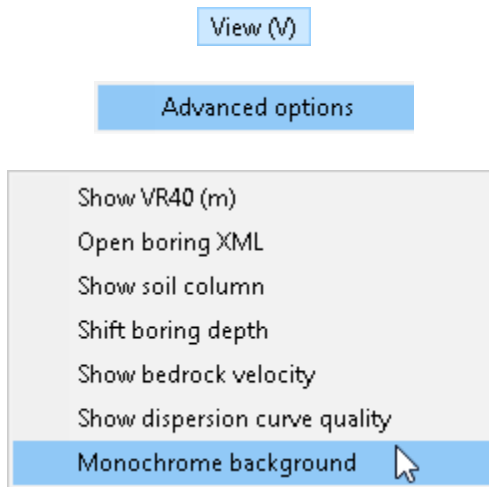 View (V)
Advanced options
Show VR40 (m)
Open boring XML
Show soil column
Shift boring depth
Show bedrock velocity
Show dispersion curve quality
Monochrome background